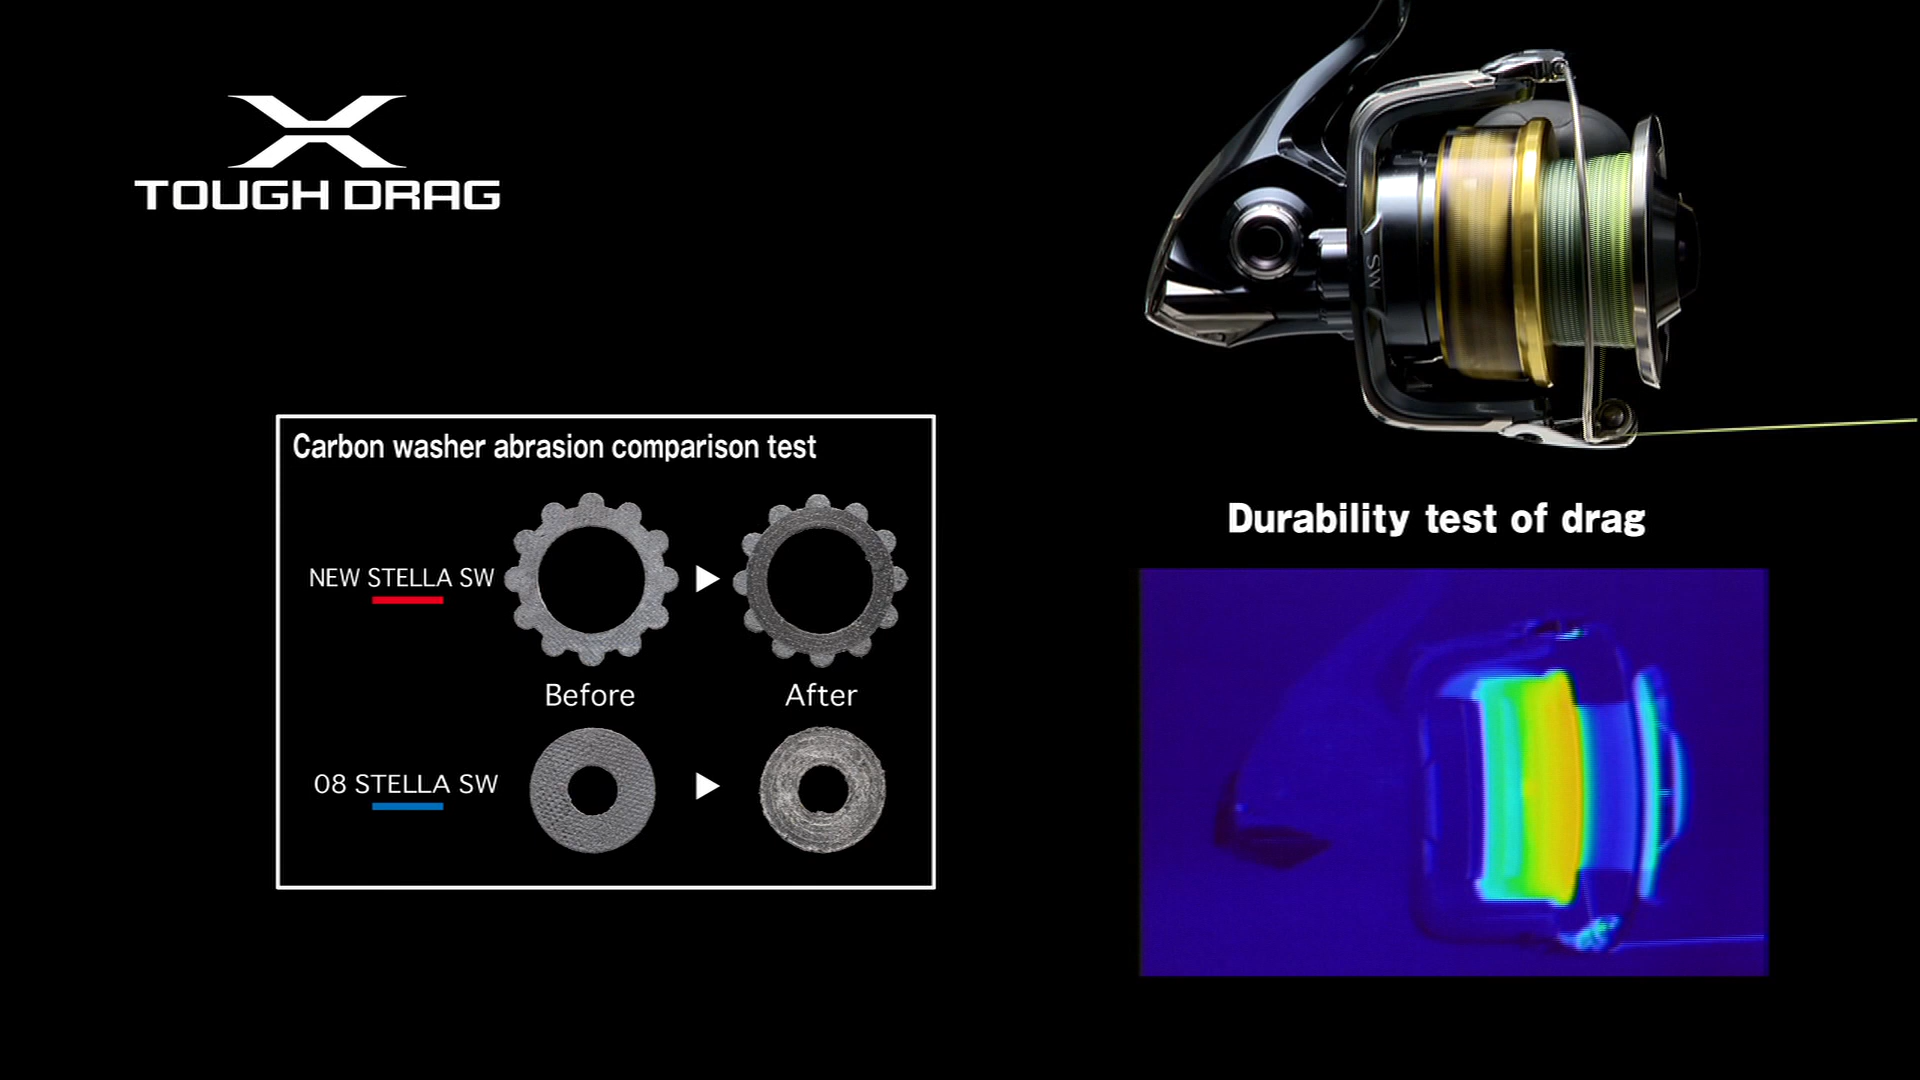 X
TOUGH DRAG
SW
Carbon washer abrasion comparison test
NEW STELLA SW
Before
After
08 STELLA SW
Durability test of drag